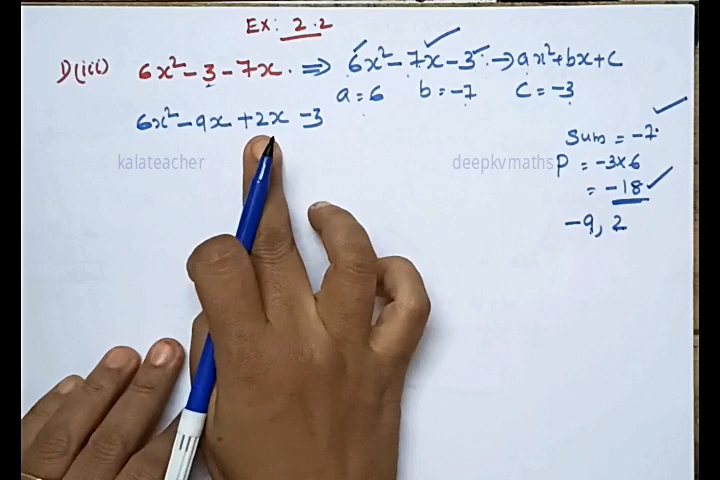 Ex: 2.2
1)(iii) 6x² - 3 - 7x. ⇒ 6x² - 7x - 3 → ax² + bx + c
a = 6 b = -7 c = -3
6x² - 9x + 2x - 3
Sum = -7
P = -3×6
= -18
-9, 2
kalateacher
deepkvmaths